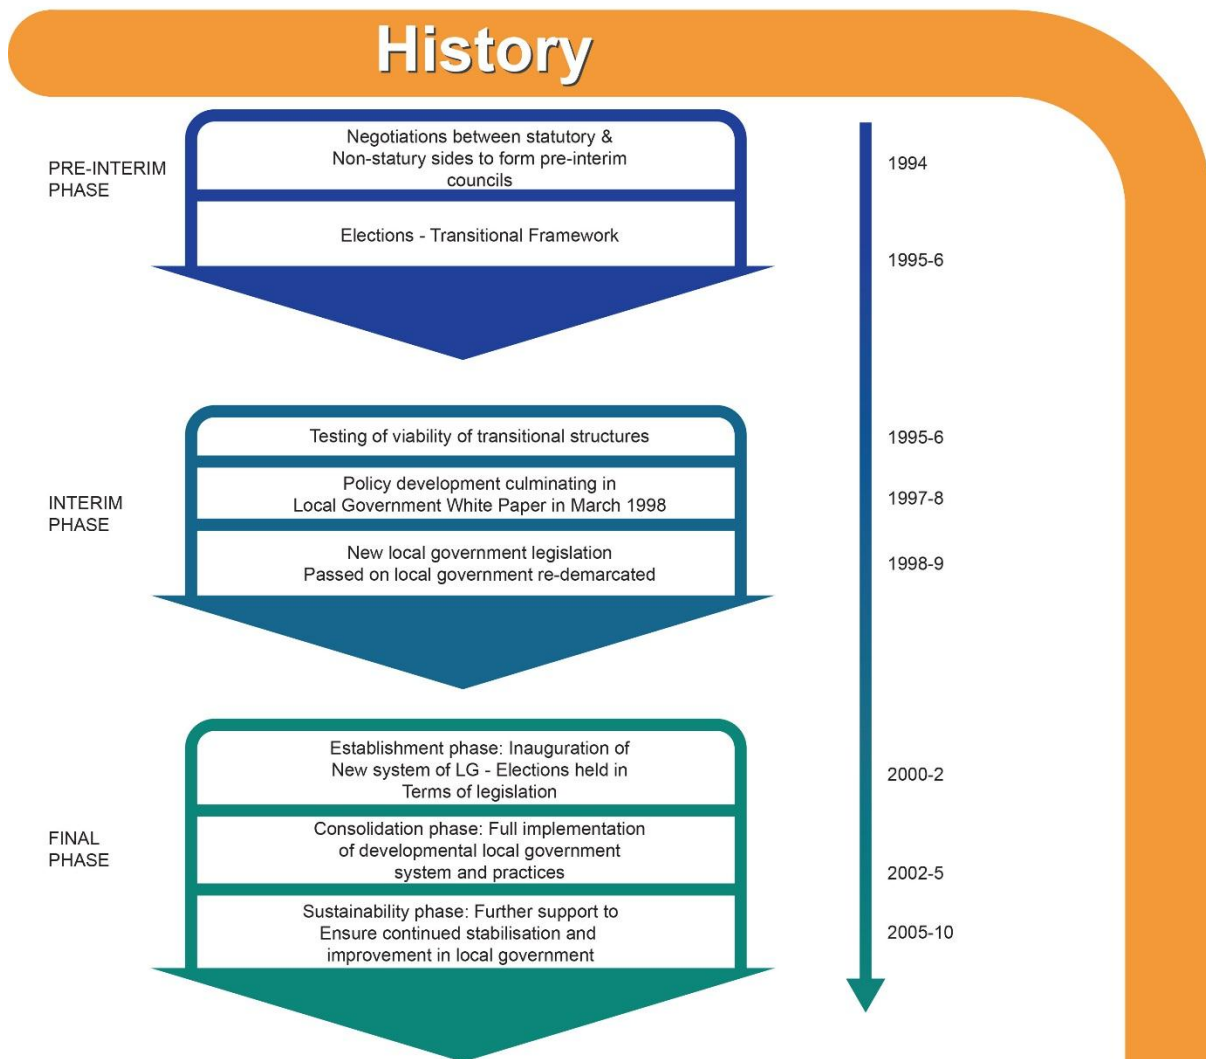 History
PRE-INTERIM
PHASE
Negotiations between statutory &
Non-statury sides to form pre-interim
councils
1994
Elections - Transitional Framework
1995-6
INTERIM
PHASE
Testing of viability of transitional structures
1995-6
Policy development culminating in
Local Government White Paper in March 1998
1997-8
New local government legislation
Passed on local government re-demarcated
1998-9
FINAL
PHASE
Establishment phase: Inauguration of
New system of LG - Elections held in
Terms of legislation
2000-2
Consolidation phase: Full implementation
of developmental local government
system and practices
2002-5
Sustainability phase: Further support to
Ensure continued stabilisation and
improvement in local government
2005-10